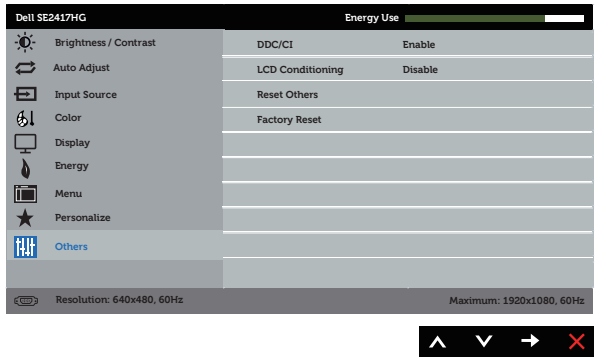 Dell SE2417HG Energy Use
Brightness / Contrast DDC/CI Enable
Auto Adjust LCD Conditioning Disable
Input Source Reset Others
Color Factory Reset
Display
Energy
Menu
Personalize
Others
Resolution: 640x480, 60Hz Maximum: 1920x1080, 60Hz